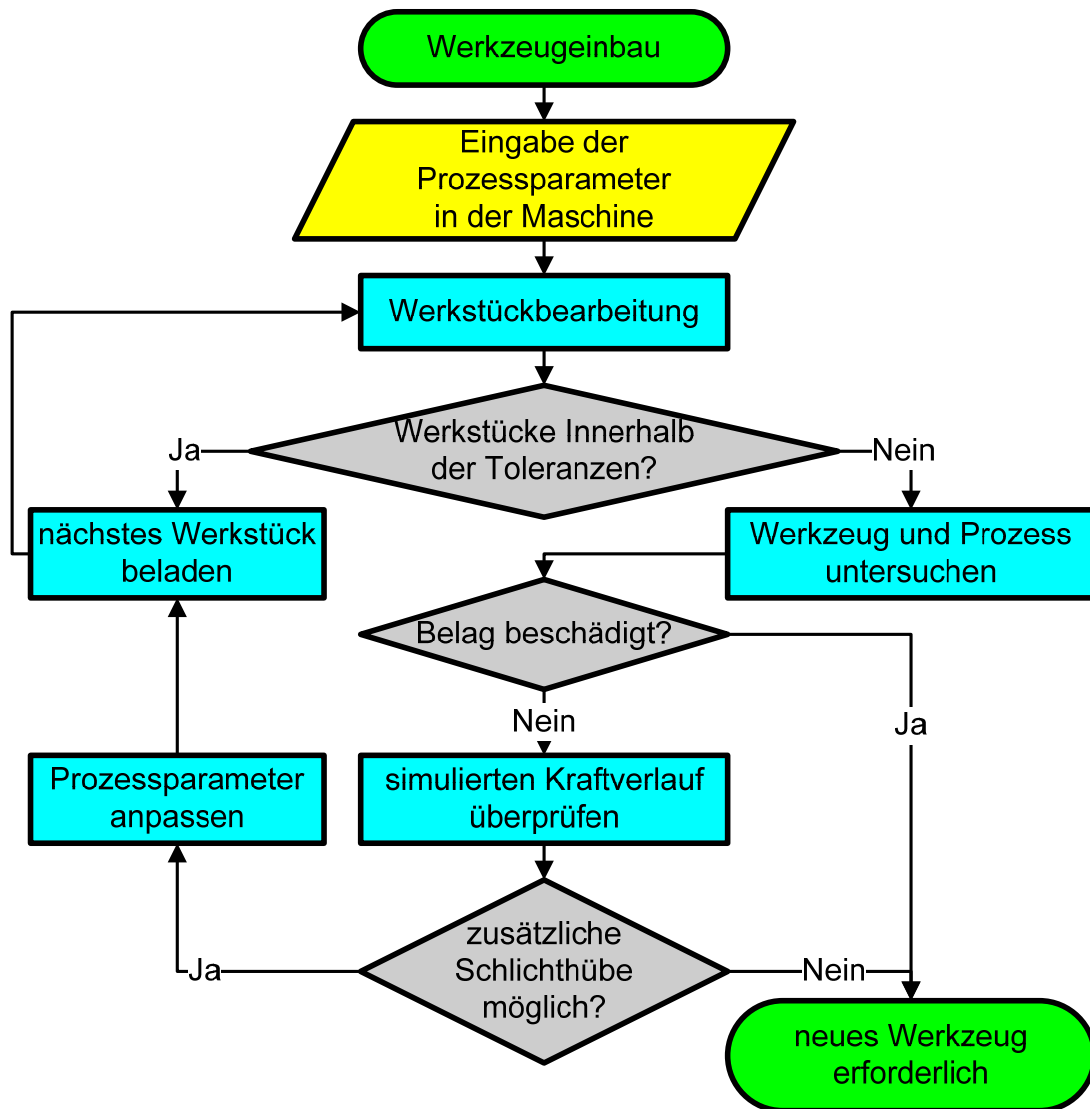 Werkzeugeinbau
Eingabe der
Prozessparameter
in der Maschine
Werkstückbearbeitung
Werkstücke Innerhalb
der Toleranzen?
Ja
Nein
nächstes Werkstück
beladen
Werkzeug und Prozess
untersuchen
Belag beschädigt?
Nein
Ja
Prozessparameter
anpassen
simulierten Kraftverlauf
überprüfen
zusätzliche
Schlichthübe
möglich?
Ja
Nein
neues Werkzeug
erforderlich